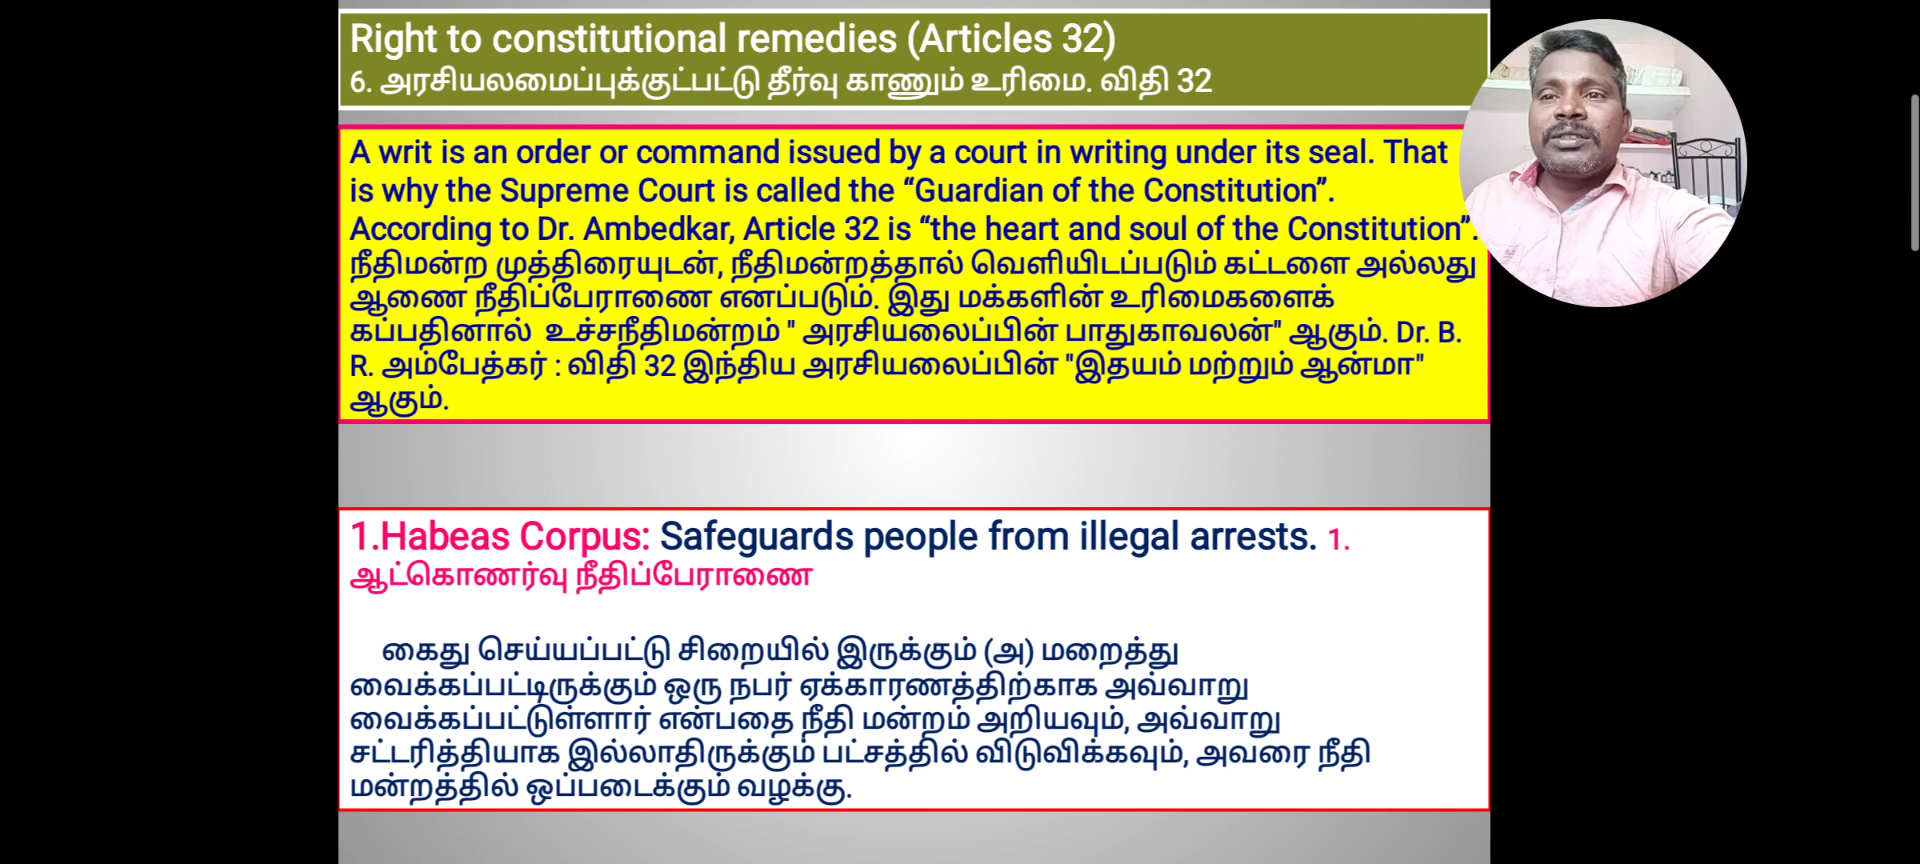 Right to constitutional remedies (Articles 32)
6. அரசியலமைப்புக்குட்பட்டு தீர்வு காணும் உரிமை. விதி 32
A writ is an order or command issued by a court in writing under its seal. That
is why the Supreme Court is called the “Guardian of the Constitution”.
According to Dr. Ambedkar, Article 32 is “the heart and soul of the Constitution”.
நீதிமன்ற முத்திரையுடன், நீதிமன்றத்தால் வெளியிடப்படும் கட்டளை அல்லது
ஆணை நீதிப்பேராணை எனப்படும். இது மக்களின் உரிமைகளைக்
கப்பதினால் உச்சநீதிமன்றம் " அரசியலைப்பின் பாதுகாவலன்" ஆகும். Dr. B.
R. அம்பேத்கர் : விதி 32 இந்திய அரசியலைப்பின் "இதயம் மற்றும் ஆன்மா"
ஆகும்.
1.Habeas Corpus: Safeguards people from illegal arrests. 1.
ஆட்கொணர்வு நீதிப்பேராணை
கைது செய்யப்பட்டு சிறையில் இருக்கும் (அ) மறைத்து
வைக்கப்பட்டிருக்கும் ஒரு நபர் ஏக்காரணத்திற்காக அவ்வாறு
வைக்கப்பட்டுள்ளார் என்பதை நீதி மன்றம் அறியவும், அவ்வாறு
சட்டரித்தியாக இல்லாதிருக்கும் பட்சத்தில் விடுவிக்கவும், அவரை நீதி
மன்றத்தில் ஒப்படைக்கும் வழக்கு.